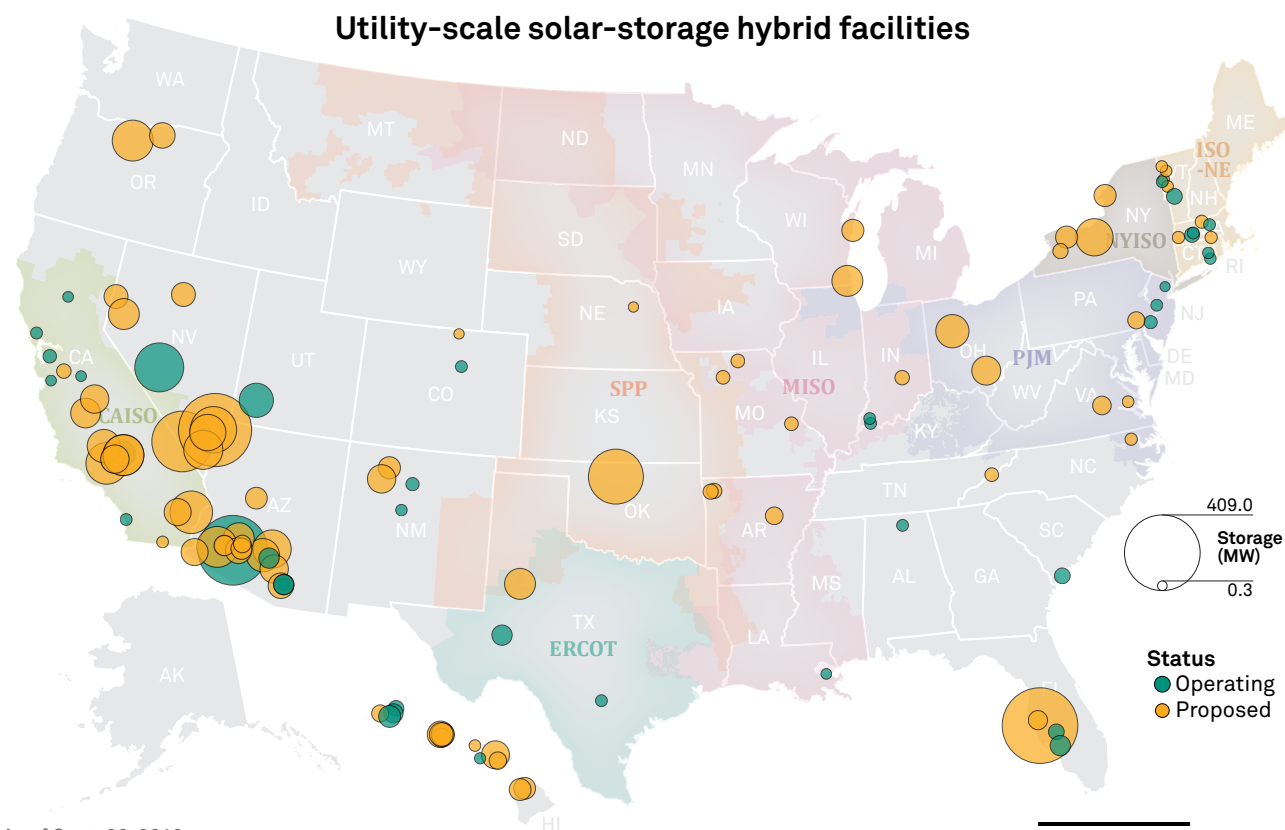 Utility-scale solar-storage hybrid facilities
WA
MT
ND
MN
ME
ISO
-NE
OR
ID
SD
WI
MI
NY
NH
NYISO
WY
CT
RI
NE
IA
PA
NJ
NV
UT
CO
CA
IL
IN
OH
PJM
DE
MD
SPP
MISO
KS
MO
WV
VA
CAISO
KY
AZ
NM
OK
TN
NC
AR
SC
409.0
Storage
(MW)
0.3
MS
AL
GA
TX
ERCOT
LA
AK
FL
Status
Operating
Proposed
HI